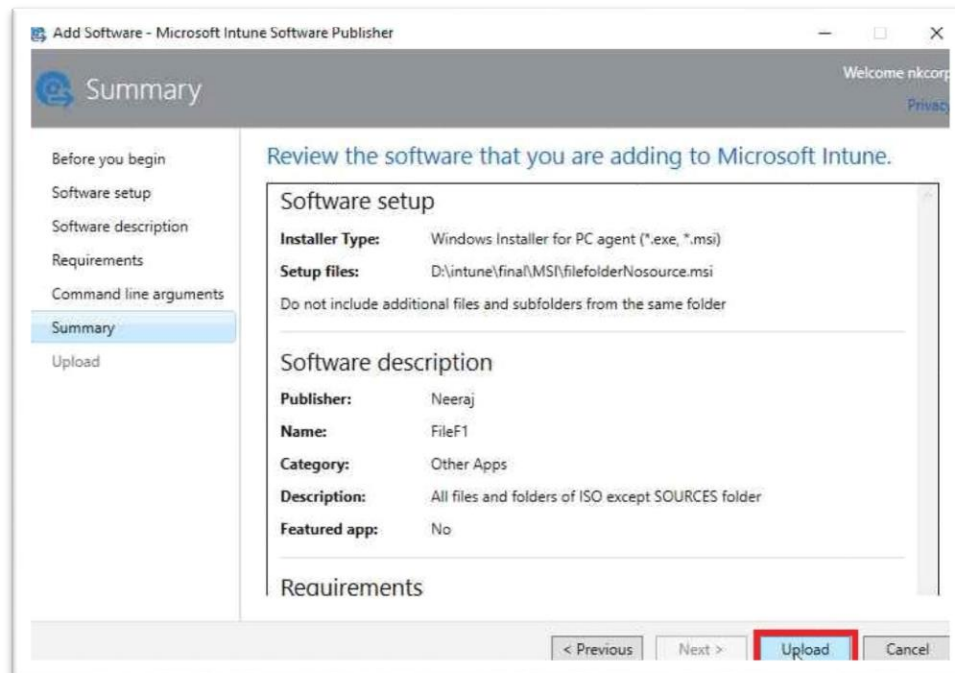 Add Software - Microsoft Intune Software Publisher
Summary
Welcome nkcorp
Privacy
Before you begin
Software setup
Software description
Requirements
Command line arguments
Summary
Upload
Review the software that you are adding to Microsoft Intune.
Software setup
Installer Type: Windows Installer for PC agent (*.exe, *.msi)
Setup files: D:\intune\final\MSI\filefolderNosource.msi
Do not include additional files and subfolders from the same folder
Software description
Publisher: Neeraj
Name: FileF1
Category: Other Apps
Description: All files and folders of ISO except SOURCES folder
Featured app: No
Requirements
< Previous Next > Upload Cancel